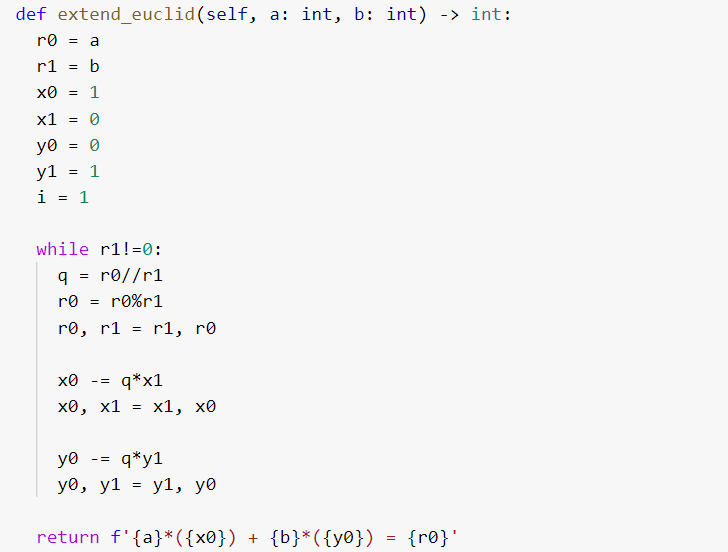 def extend_euclid(self, a: int, b: int) -> int:
  r0 = a
  r1 = b
  x0 = 1
  x1 = 0
  y0 = 0
  y1 = 1
  i = 1

  while r1!=0:
    q = r0//r1
    r0 = r0%r1
    r0, r1 = r1, r0

    x0 -= q*x1
    x0, x1 = x1, x0

    y0 -= q*y1
    y0, y1 = y1, y0

  return f'{a}*({x0}) + {b}*({y0}) = {r0}'